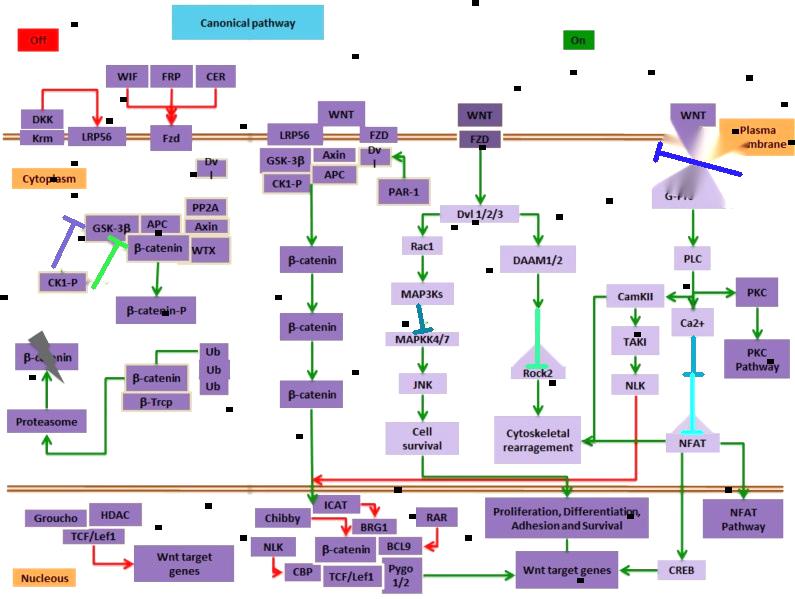 Canonical pathway
Off
On
WIF
FRP
CER
WNT
WNT
WNT
DKK
Krm
LRP56
Fzd
LRP56
FZD
FZD
Plasma
Cytoplasm
Dv
l
GSK-3β
Axin
Dv
l
CK1-P
APC
PAR-1
PP2A
GSK-3β
APC
Axin
β-catenin
WTX
CK1-P
β-catenin-P
Dvl 1/2/3
Rac1
DAAM1/2
PLC
β-catenin
MAP3Ks
CamKII
PKC
Ca2+
β-catenin
MAPKK4/7
TAKI
PKC
Pathway
β-catenin
Ub
Ub
Ub
β-catenin
β-Trcp
Rock2
JNK
NLK
β-catenin
Proteasome
Cell
survival
Cytoskeletal
rearragement
NFAT
Groucho
HDAC
TCF/Lef1
Wnt target
genes
Chibby
ICAT
BRG1
RAR
NLK
β-catenin
BCL9
CBP
TCF/Lef1
Pygo
1/2
Proliferation, Differentiation,
Adhesion and Survival
NFAT
Pathway
Wnt target genes
CREB
Nucleous